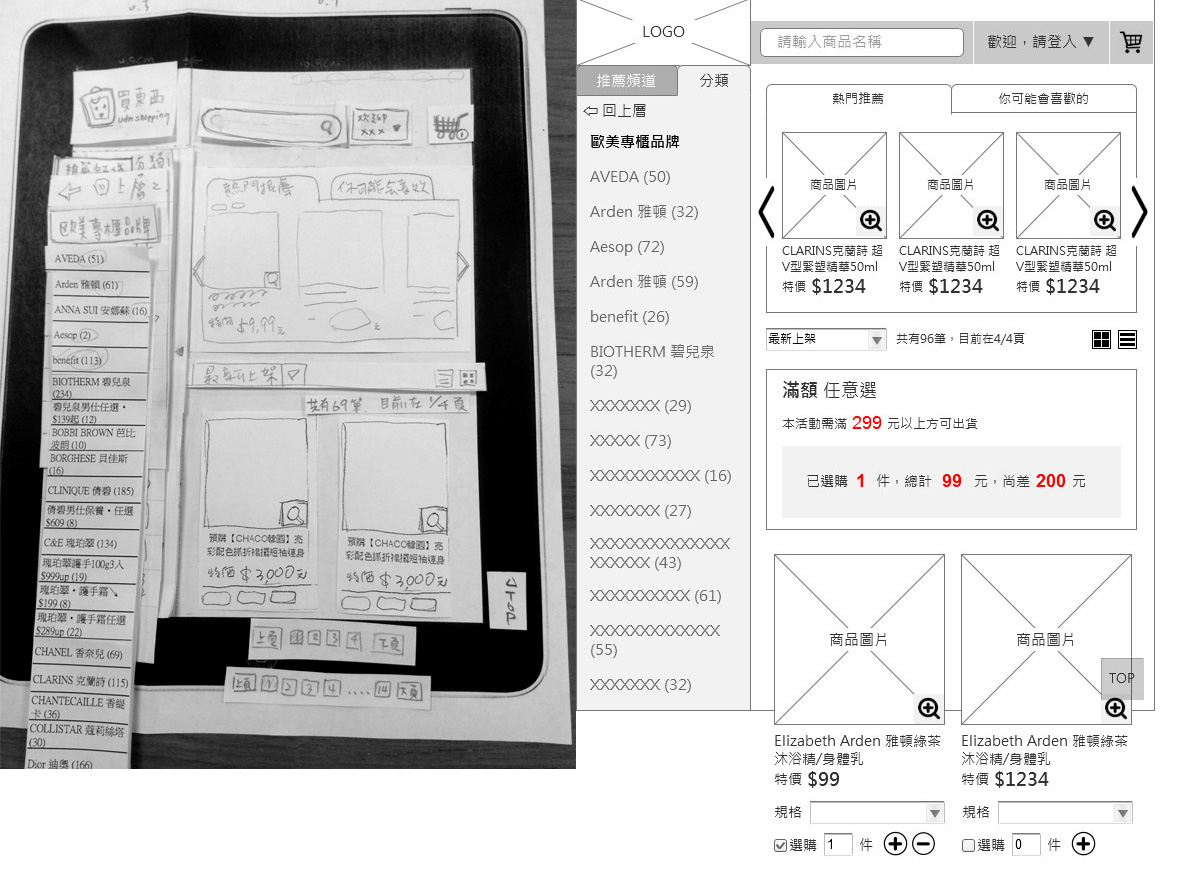 買東西
udn shopping
歡迎
xxx
分類
回上層
歐美專櫃品牌
AVEDA (51)
Arden 雅頓 (61)
ANNA SUI 安娜蘇 (16)
Aesop (2)
benefit (113)
BIOTHERM 碧兒泉
(234)
碧兒泉男仕任選・
$139起 (12)
BOBBI BROWN 芭比
波朗 (10)
BORGHESE 貝佳斯
(16)
CLINIQUE 倩碧 (185)
倩碧男仕保養・任選
$609 (8)
C&E 瑰珀翠 (134)
瑰珀翠護手100g3入
$999up (19)
瑰珀翠・護手霜↘
$199 (8)
瑰珀翠・護手霜任選
$289up (22)
CHANEL 香奈兒 (69)
CLARINS 克蘭詩 (115)
CHANTECAILLE 香緹
卡 (36)
COLLISTAR 蔻莉絲塔
(30)
Dior 迪奧 (166)
熱門推薦
你可能會喜歡
特價 $9,99元
最新上架
共有69筆, 目前在 1/4頁
預購【CHACO韓國】亮
彩配色抓折裙襬短袖連身
特價 $3,000元
預購【CHACO韓國】亮
彩配色抓折裙襬短袖連身
特價 $3,000元
TOP
上頁 1 2 3 4 下頁
上頁 1 2 3 4 .... 14 下頁
LOGO
請輸入商品名稱
歡迎，請登入▼
推薦頻道
分類
回上層
歐美專櫃品牌
AVEDA (50)
Arden 雅頓 (32)
Aesop (72)
Arden 雅頓 (59)
benefit (26)
BIOTHERM 碧兒泉
(32)
XXXXXXX (29)
XXXXX (73)
XXXXXXXXXXX (16)
XXXXXXX (27)
XXXXXXXXXXXXXX
XXXXXX (43)
XXXXXXXXXX (61)
XXXXXXXXXXXXX
(55)
XXXXXXX (32)
熱門推薦
你可能會喜歡的
商品圖片
商品圖片
商品圖片
CLARINS克蘭詩 超
V型緊塑精華50ml
特價 $1234
CLARINS克蘭詩 超
V型緊塑精華50ml
特價 $1234
CLARINS克蘭詩 超
V型緊塑精華50ml
特價 $1234
最新上架
共有96筆，目前在4/4頁
滿額 任意選
本活動需滿 299 元以上方可出貨
已選購 1 件，總計 99 元，尚差 200 元
商品圖片
商品圖片
TOP
Elizabeth Arden 雅頓綠茶
沐浴精/身體乳
特價 $99
規格
選購 1 件
Elizabeth Arden 雅頓綠茶
沐浴精/身體乳
特價 $1234
規格
選購 0 件